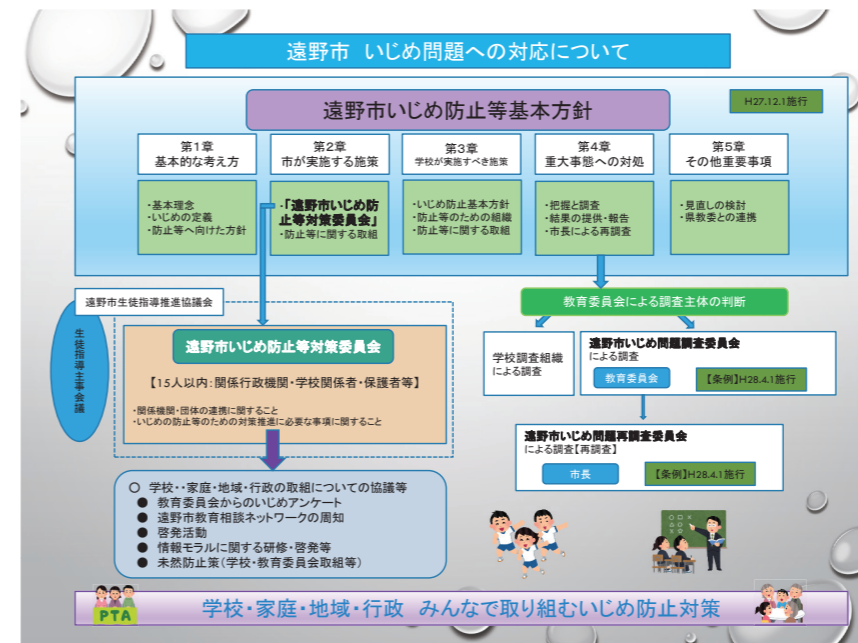 遠野市 いじめ問題への対応について
遠野市いじめ防止等基本方針
H27.12.1施行
第1章
基本的な考え方
第2章
市が実施する施策
第3章
学校が実施すべき施策
第4章
重大事態への対処
第5章
その他重要事項
・基本理念
・いじめの定義
・防止等へ向けた方針
・「遠野市いじめ防
止等対策委員会」
・防止等に関する取組
・いじめ防止基本方針
・防止等のための組織
・防止等に関する取組
・把握と調査
・結果の提供・報告
・市長による再調査
・見直しの検討
・県教委との連携
遠野市生徒指導推進協議会
生徒指導主事会議
遠野市いじめ防止等対策委員会
【15人以内:関係行政機関・学校関係者・保護者等】
・関係機関・団体の連携に関すること
・いじめの防止等のための対策推進に必要な事項に関すること
○ 学校・・家庭・地域・行政の取組についての協議等
● 教育委員会からのいじめアンケート
● 遠野市教育相談ネットワークの周知
● 啓発活動
● 情報モラルに関する研修・啓発等
● 未然防止策(学校・教育委員会取組等)
教育委員会による調査主体の判断
学校調査組織
による調査
遠野市いじめ問題調査委員会
による調査
教育委員会
【条例】H28.4.1施行
遠野市いじめ問題再調査委員会
による調査【再調査】
市長
【条例】H28.4.1施行
PTA
学校・家庭・地域・行政 みんなで取り組むいじめ防止対策